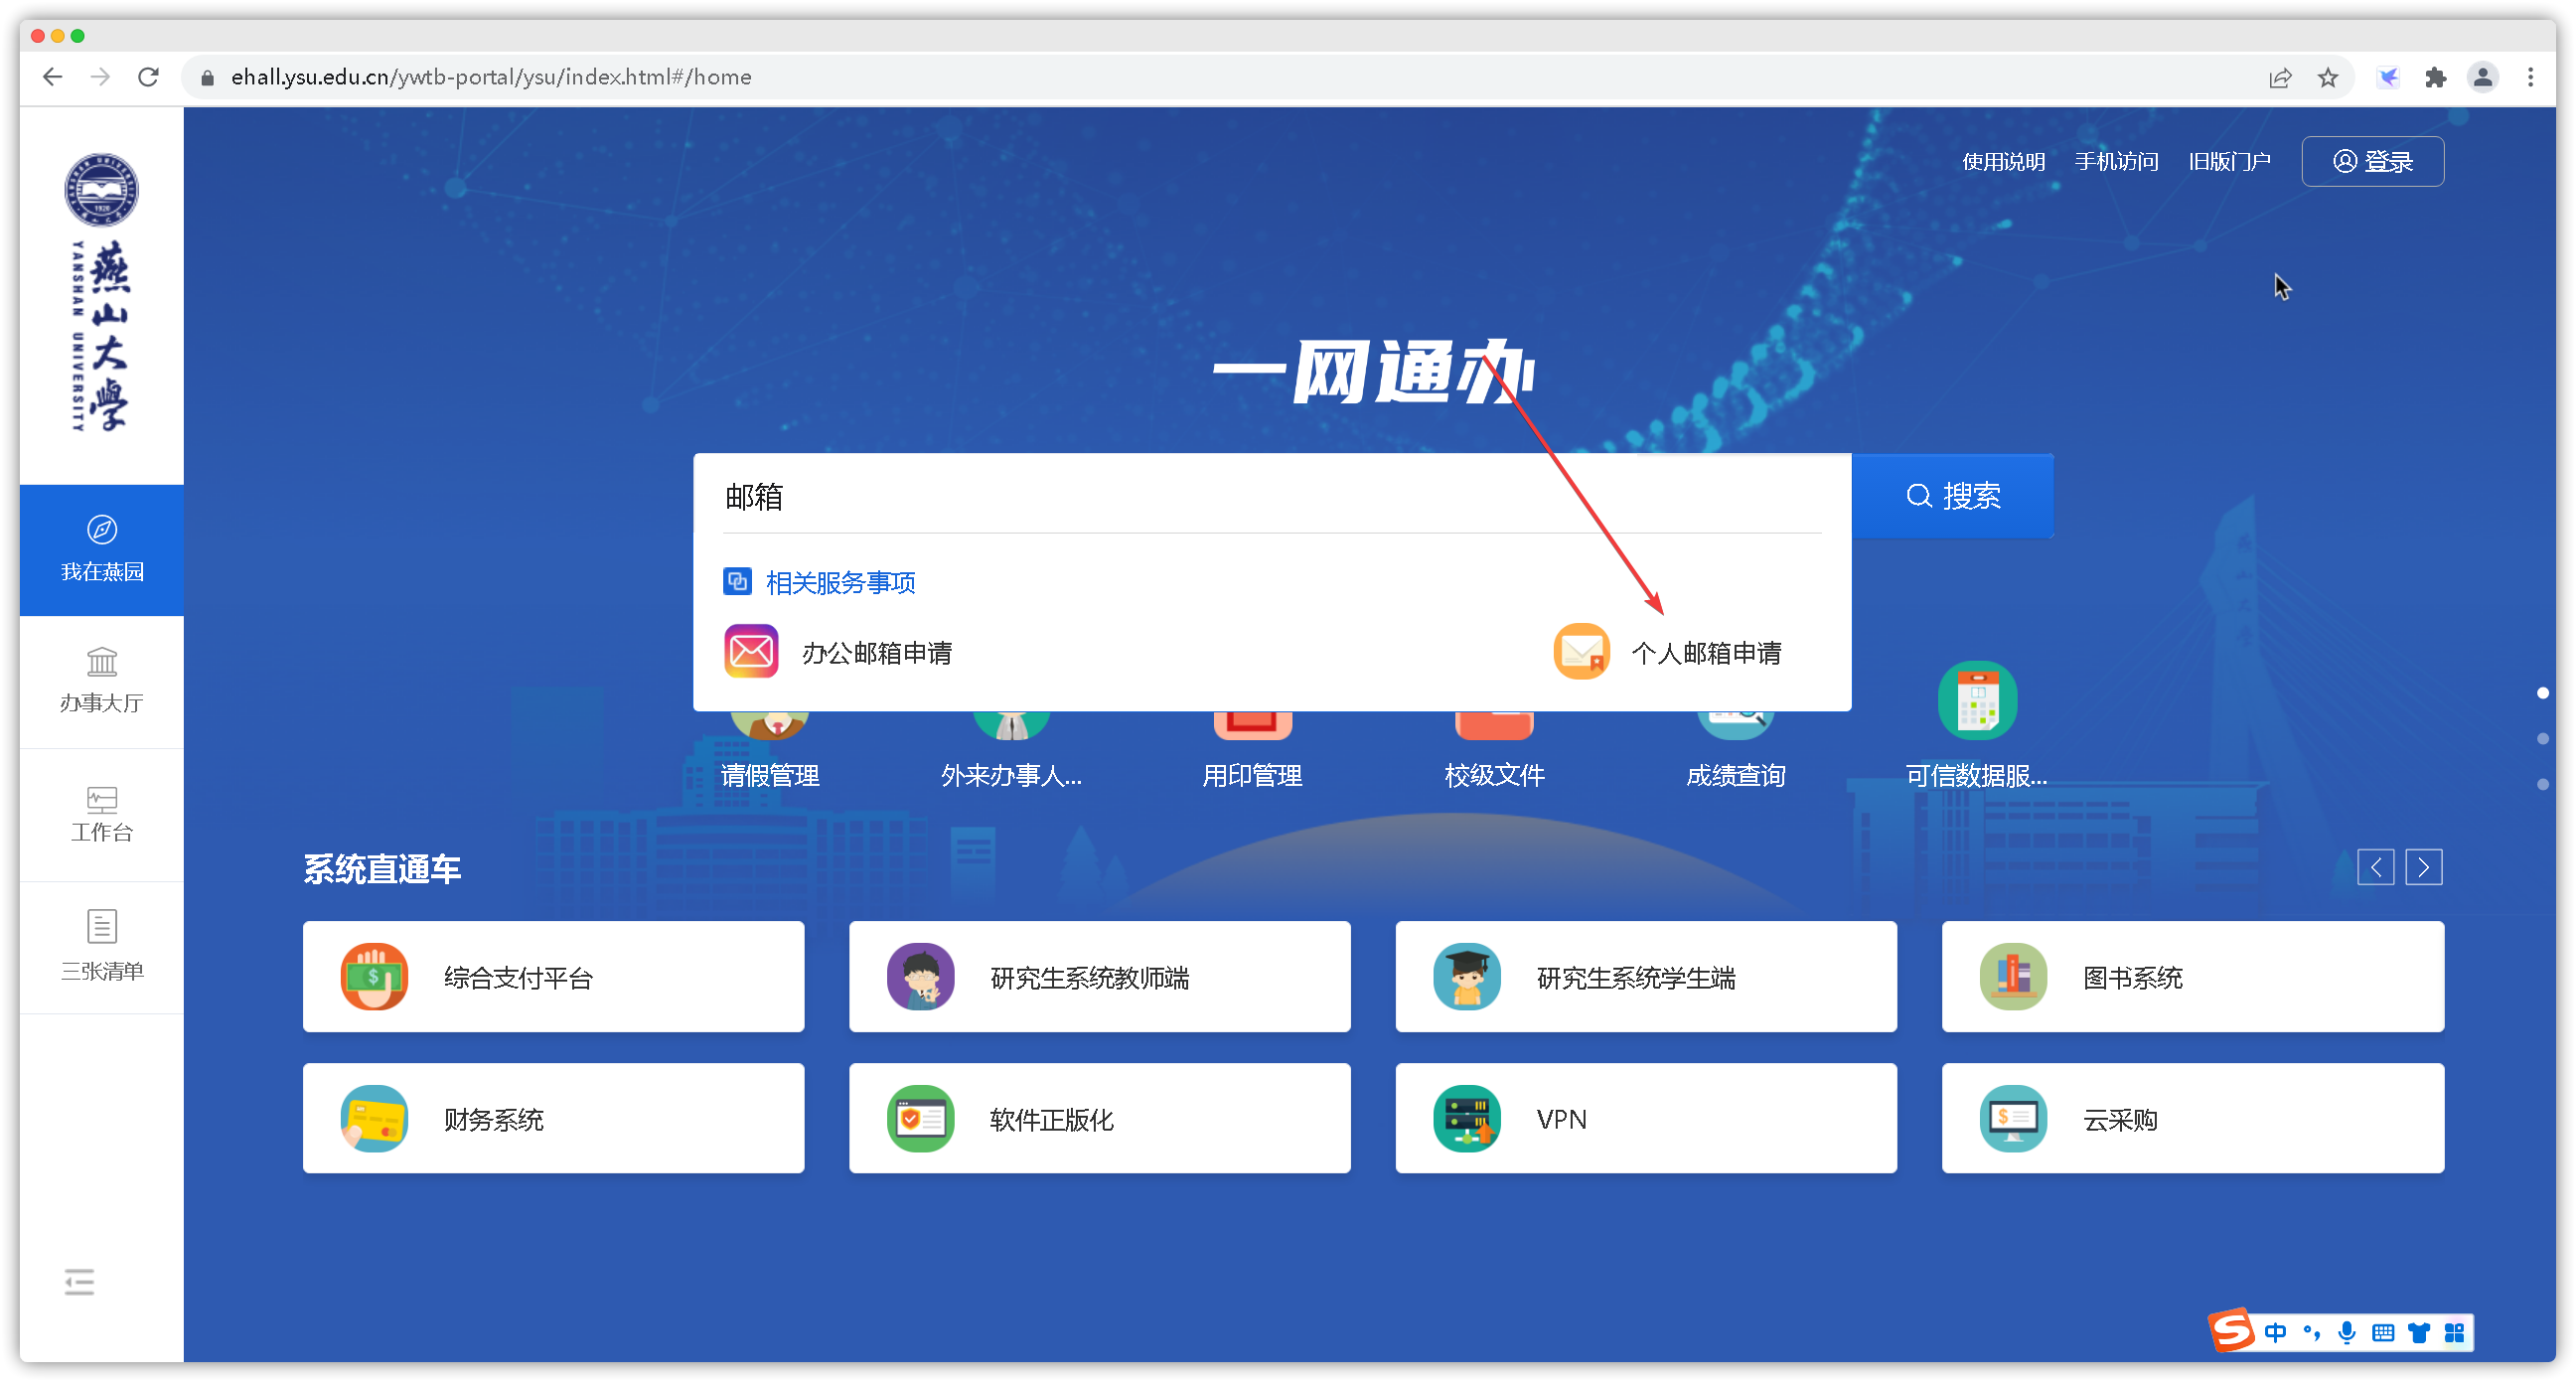 ehall.ysu.edu.cn/ywtb-portal/ysu/index.html#/home
YANSHAN UNIVERSITY
燕山大學
使用说明 手机访问 旧版门户 登录
一网通办
邮箱 搜索
相关服务事项
办公邮箱申请 个人邮箱申请
我在燕园
办事大厅
工作台
三张清单
请假管理 外来办事人... 用印管理 校级文件 成绩查询 可信数据服...
系统直通车
综合支付平台 研究生系统教师端 研究生系统学生端 图书系统
财务系统 软件正版化 VPN 云采购
中